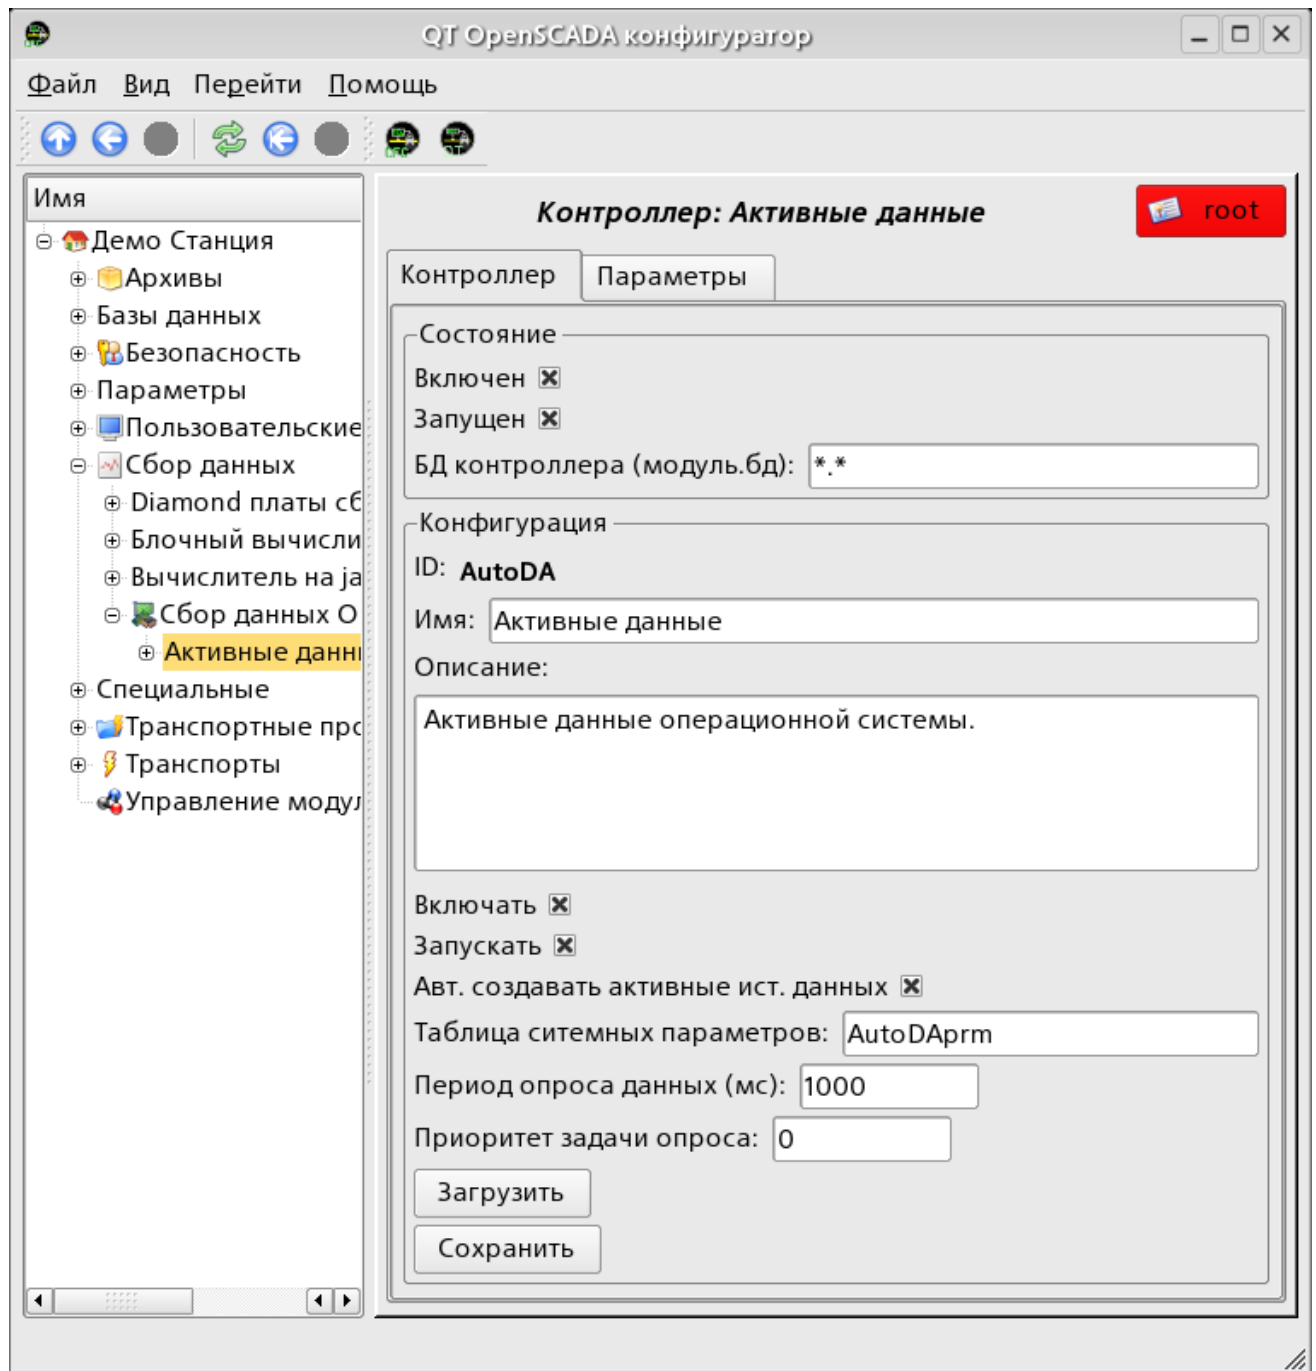 QT OpenSCADA конфигуратор
Файл Вид Перейти Помощь
Имя
Демо Станция
Архивы
Базы данных
Безопасность
Параметры
Пользовательские
Сбор данных
Diamond платы сб
Блочный вычисли
Вычислитель на ja
Сбор данных О
Активные данн
Специальные
Транспортные про
Транспорты
Управление модул
Контроллер: Активные данные
root
Контроллер Параметры
Состояние
Включен
Запущен
БД контроллера (модуль.бд): *.*
Конфигурация
ID: AutoDA
Имя: Активные данные
Описание:
Активные данные операционной системы.
Включать
Запускать
Авт. создавать активные ист. данных
Таблица ситемных параметров: AutoDAprm
Период опроса данных (мс): 1000
Приоритет задачи опроса: 0
Загрузить
Сохранить